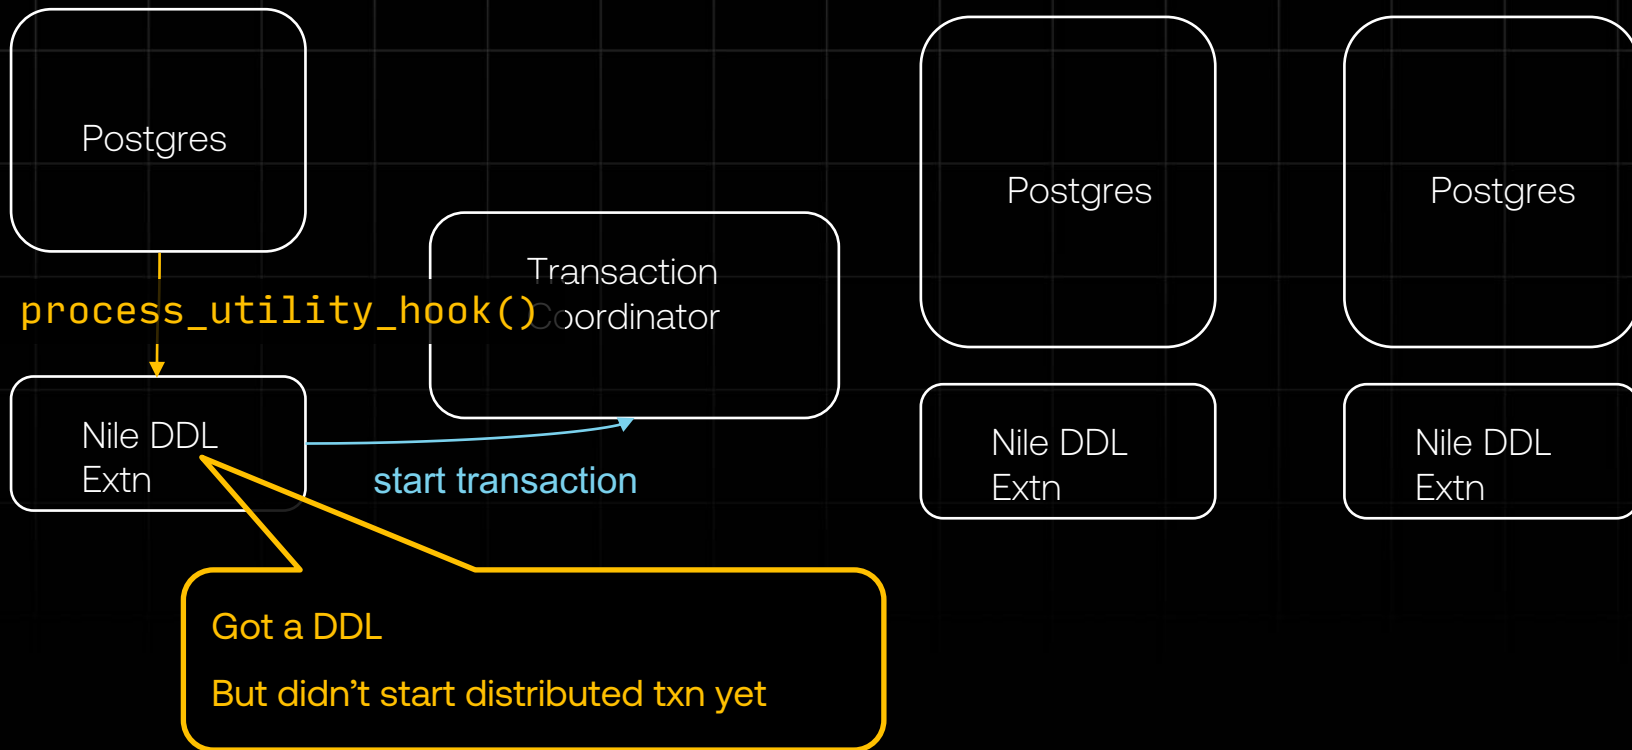 Postgres
process_utility_hook()
Transaction
Coordinator
Nile DDL
Extn
start transaction
Got a DDL
But didn’t start distributed txn yet
Postgres
Nile DDL
Extn
Postgres
Nile DDL
Extn